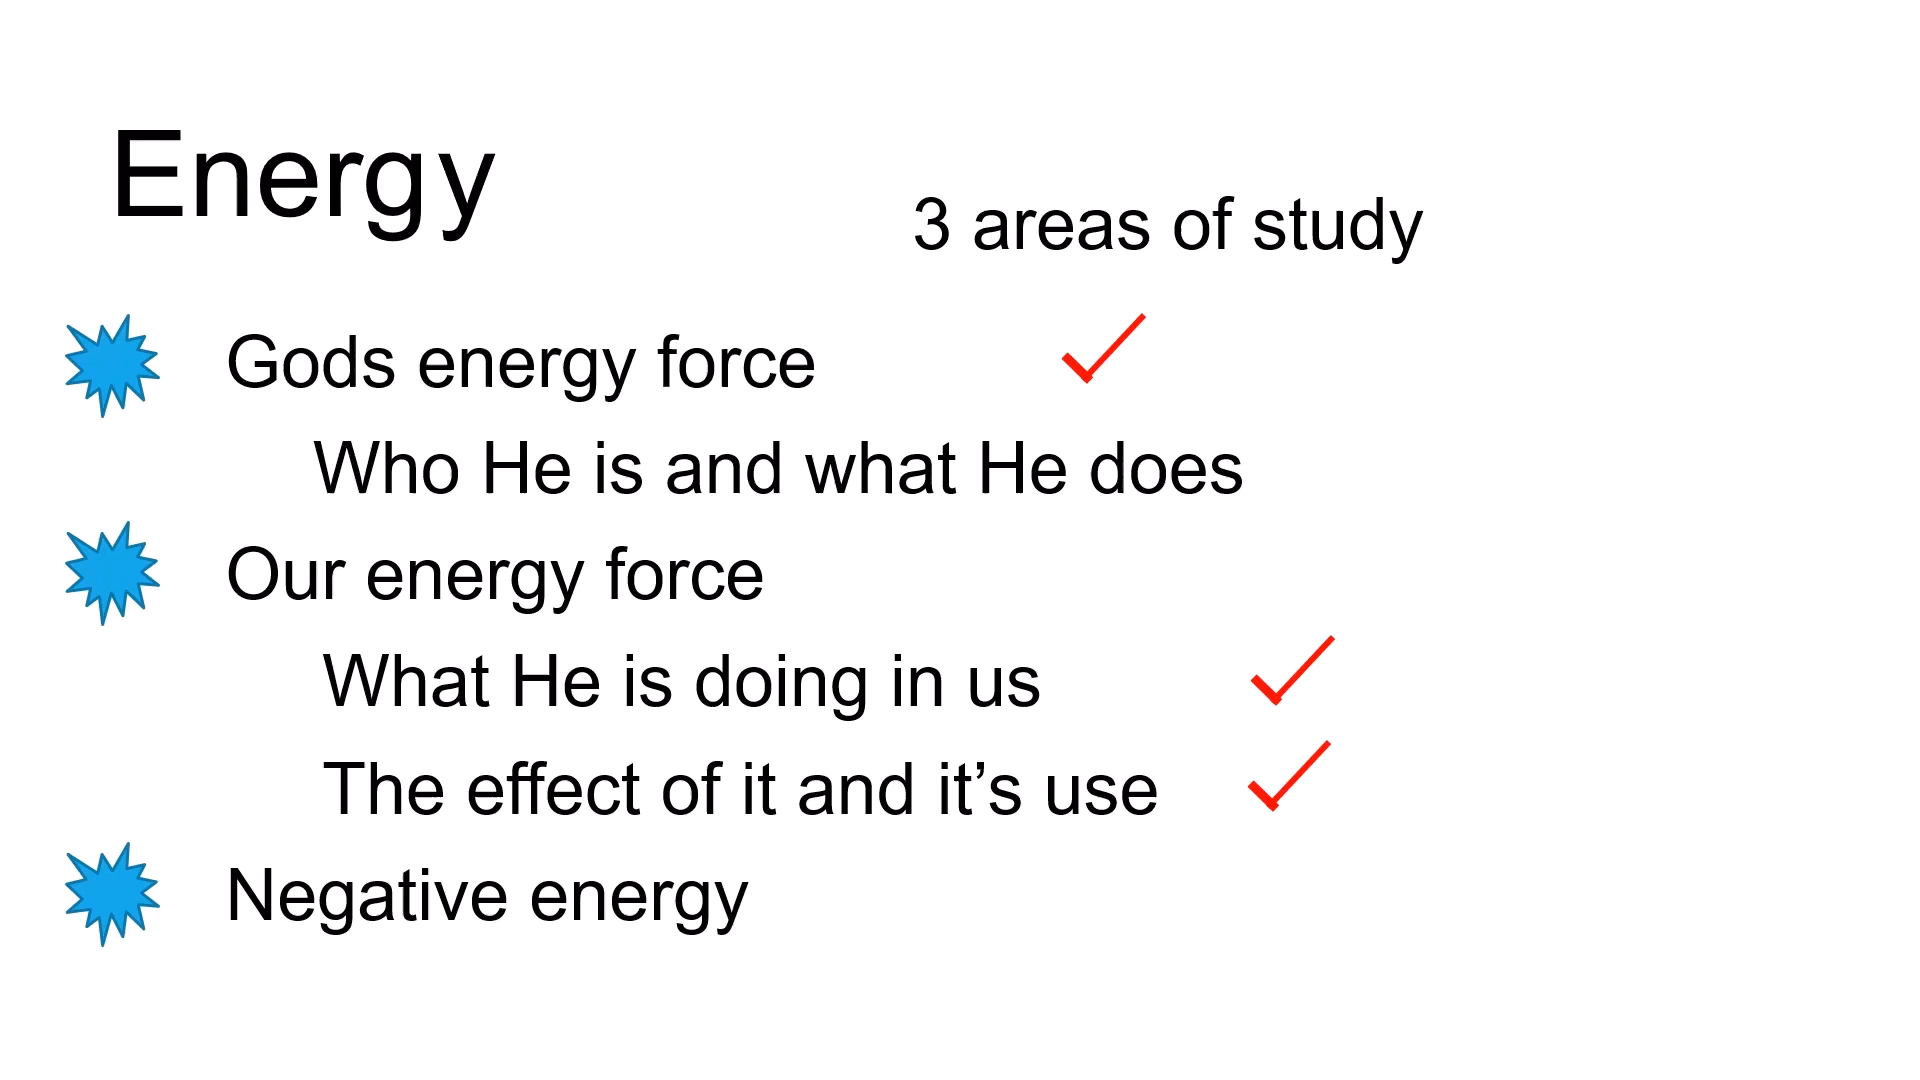 Energy
3 areas of study
Gods energy force
Who He is and what He does
Our energy force
What He is doing in us
The effect of it and it’s use
Negative energy